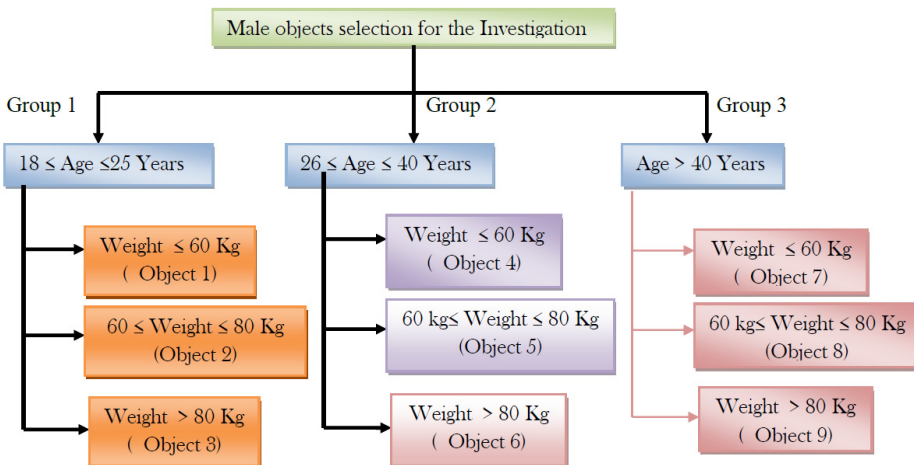 Male objects selection for the Investigation
Group 1
Group 2
Group 3
18 ≤ Age ≤25 Years
26 ≤ Age ≤ 40 Years
Age > 40 Years
Weight ≤ 60 Kg
( Object 1)
60 ≤ Weight ≤ 80 Kg
(Object 2)
Weight > 80 Kg
( Object 3)
Weight ≤ 60 Kg
( Object 4)
60 kg≤ Weight ≤ 80 Kg
(Object 5)
Weight > 80 Kg
( Object 6)
Weight ≤ 60 Kg
( Object 7)
60 kg≤ Weight ≤ 80 Kg
(Object 8)
Weight > 80 Kg
( Object 9)